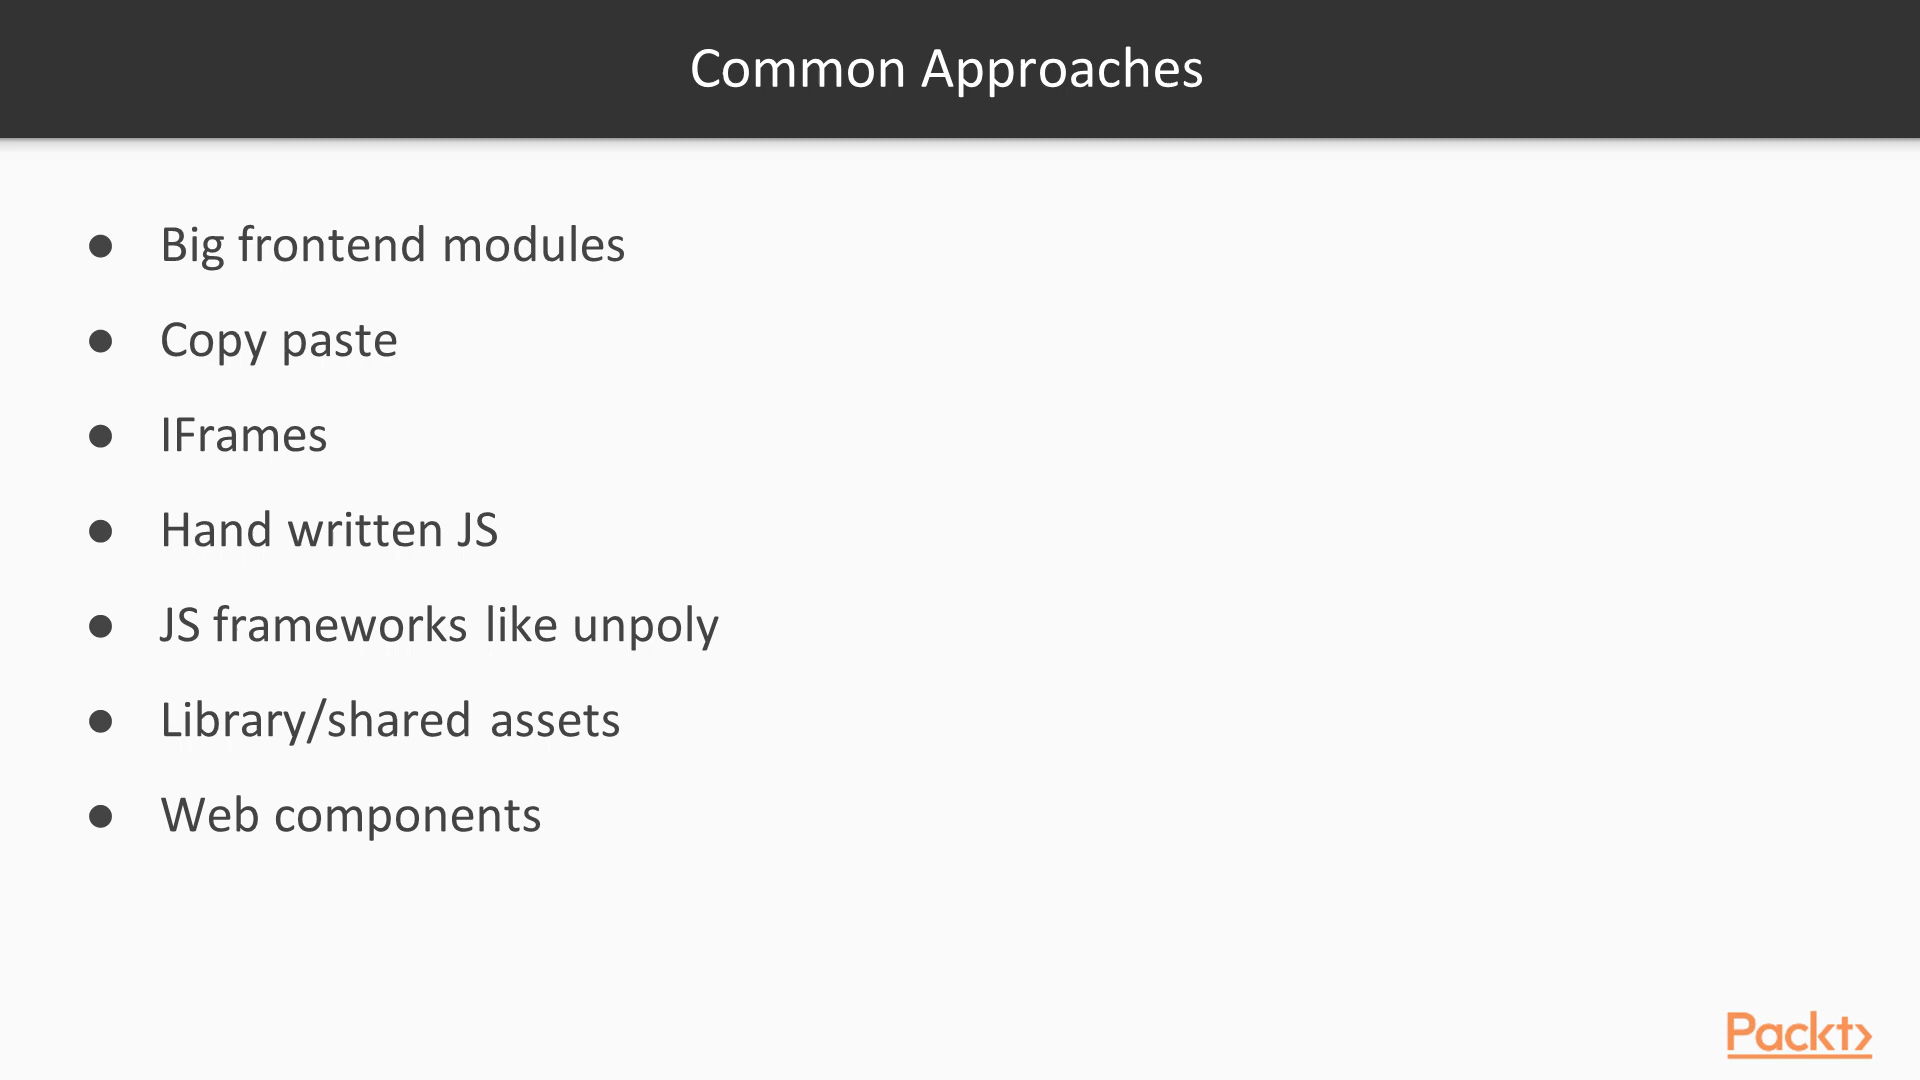 Common Approaches
● Big frontend modules
● Copy paste
● IFrames
● Hand written JS
● JS frameworks like unpoly
● Library/shared assets
● Web components
Packt>